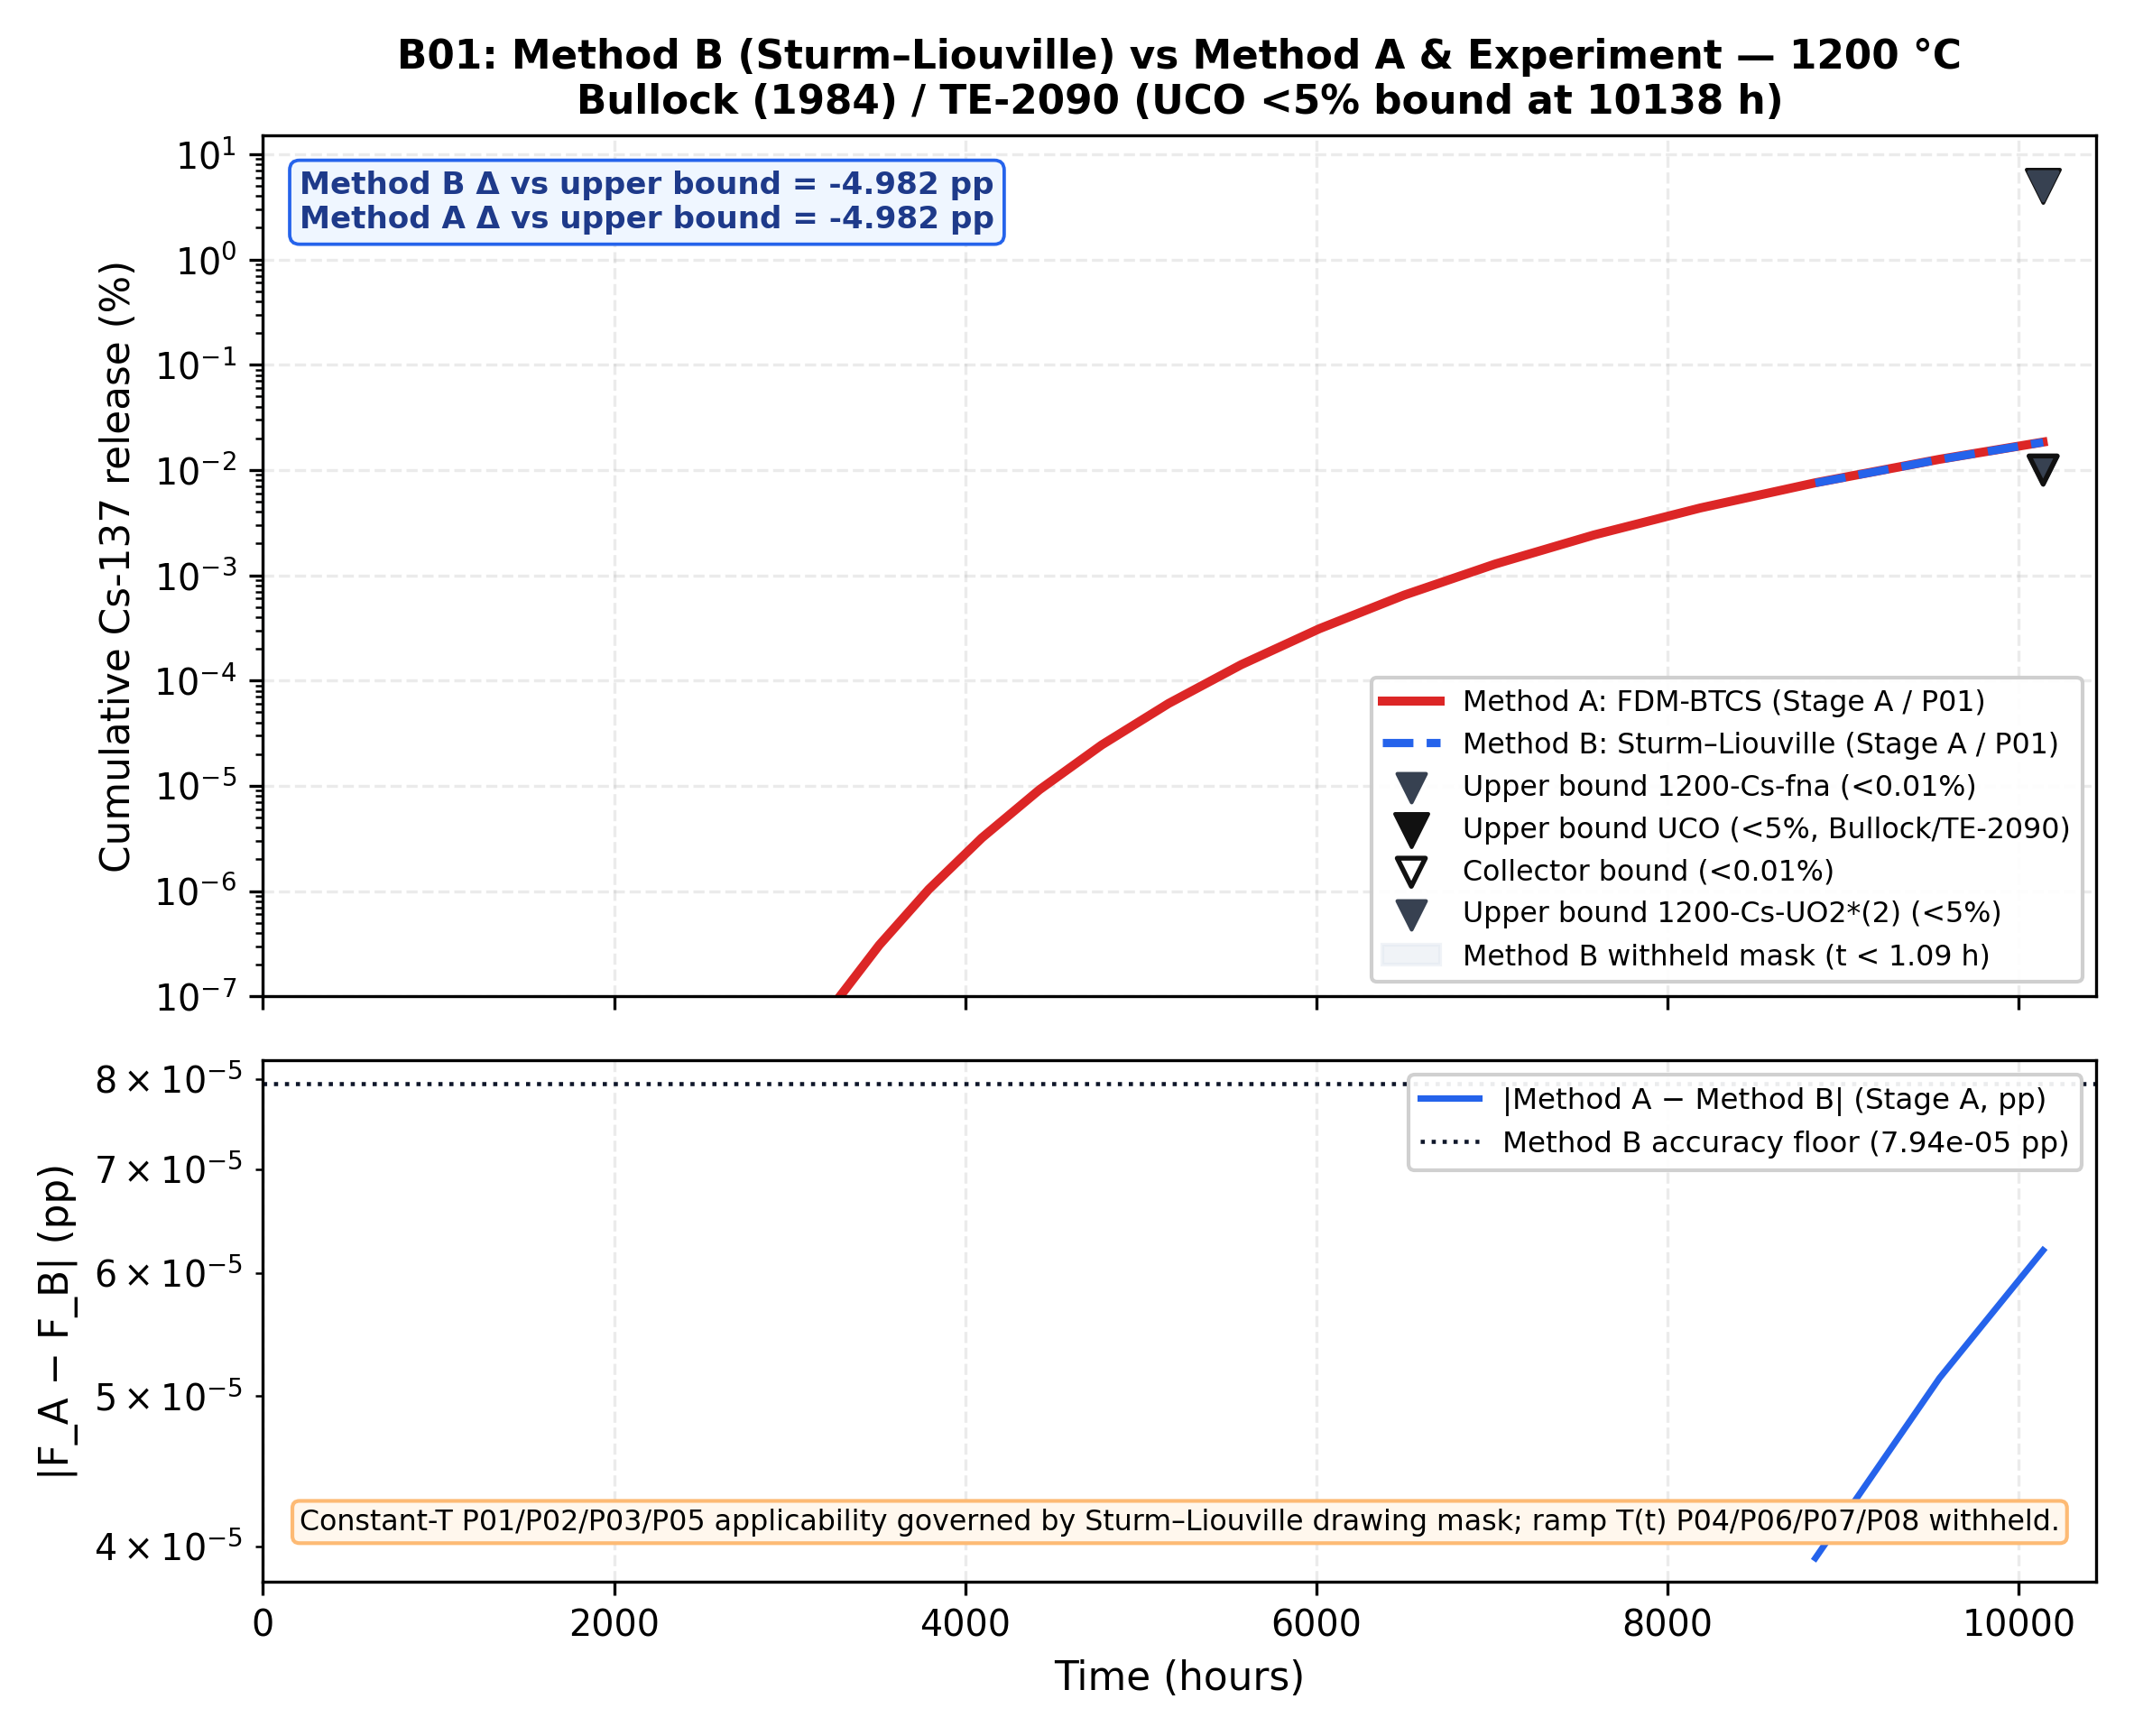 B01: Method B (Sturm–Liouville) vs Method A & Experiment — 1200 °C
Bullock (1984) / TE-2090 (UCO <5% bound at 10138 h)
Cumulative Cs-137 release (%)
10¹
10⁰
10⁻¹
10⁻²
10⁻³
10⁻⁴
10⁻⁵
10⁻⁶
10⁻⁷
Method B Δ vs upper bound = -4.982 pp
Method A Δ vs upper bound = -4.982 pp
Method A: FDM-BTCS (Stage A / P01)
Method B: Sturm–Liouville (Stage A / P01)
Upper bound 1200-Cs-fna (<0.01%)
Upper bound UCO (<5%, Bullock/TE-2090)
Collector bound (<0.01%)
Upper bound 1200-Cs-UO2*(2) (<5%)
Method B withheld mask (t < 1.09 h)
|F_A − F_B| (pp)
8 × 10⁻⁵
7 × 10⁻⁵
6 × 10⁻⁵
5 × 10⁻⁵
4 × 10⁻⁵
|Method A − Method B| (Stage A, pp)
Method B accuracy floor (7.94e-05 pp)
Constant-T P01/P02/P03/P05 applicability governed by Sturm–Liouville drawing mask; ramp T(t) P04/P06/P07/P08 withheld.
0 2000 4000 6000 8000 10000
Time (hours)